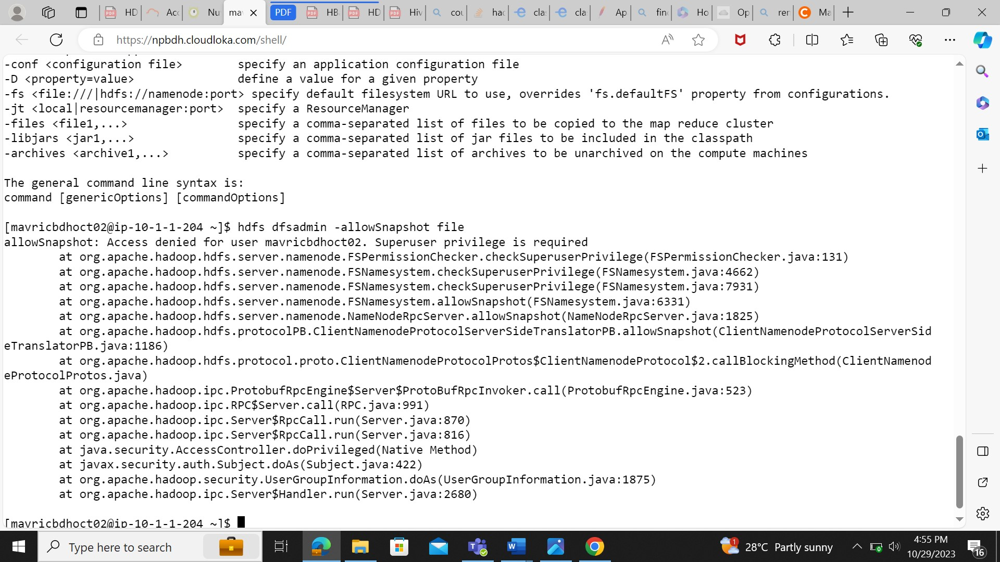 HD
Acc
Nu
mav
PDF
HB
HD
Hiv
cou
hac
clas
clas
Ap
find
Ho
Op
ren
Ma
https://npbdh.cloudloka.com/shell/
-conf <configuration file>        specify an application configuration file
-D <property=value>               define a value for a given property
-fs <file:///|hdfs://namenode:port> specify default filesystem URL to use, overrides 'fs.defaultFS' property from configurations.
-jt <local|resourcemanager:port>  specify a ResourceManager
-files <file1,...>                specify a comma-separated list of files to be copied to the map reduce cluster
-libjars <jar1,...>               specify a comma-separated list of jar files to be included in the classpath
-archives <archive1,...>          specify a comma-separated list of archives to be unarchived on the compute machines
The general command line syntax is:
command [genericOptions] [commandOptions]
[mavricbdhoct02@ip-10-1-1-204 ~]$ hdfs dfsadmin -allowSnapshot file
allowSnapshot: Access denied for user mavricbdhoct02. Superuser privilege is required
at org.apache.hadoop.hdfs.server.namenode.FSPermissionChecker.checkSuperuserPrivilege(FSPermissionChecker.java:131)
at org.apache.hadoop.hdfs.server.namenode.FSNamesystem.checkSuperuserPrivilege(FSNamesystem.java:4662)
at org.apache.hadoop.hdfs.server.namenode.FSNamesystem.checkSuperuserPrivilege(FSNamesystem.java:7931)
at org.apache.hadoop.hdfs.server.namenode.FSNamesystem.allowSnapshot(FSNamesystem.java:6331)
at org.apache.hadoop.hdfs.server.namenode.NameNodeRpcServer.allowSnapshot(NameNodeRpcServer.java:1825)
at org.apache.hadoop.hdfs.protocolPB.ClientNamenodeProtocolServerSideTranslatorPB.allowSnapshot(ClientNamenodeProtocolServerSid
eTranslatorPB.java:1186)
at org.apache.hadoop.hdfs.protocol.proto.ClientNamenodeProtocolProtos$ClientNamenodeProtocol$2.callBlockingMethod(ClientNamenod
eProtocolProtos.java)
at org.apache.hadoop.ipc.ProtobufRpcEngine$Server$ProtoBufRpcInvoker.call(ProtobufRpcEngine.java:523)
at org.apache.hadoop.ipc.RPC$Server.call(RPC.java:991)
at org.apache.hadoop.ipc.Server$RpcCall.run(Server.java:870)
at org.apache.hadoop.ipc.Server$RpcCall.run(Server.java:816)
at java.security.AccessController.doPrivileged(Native Method)
at javax.security.auth.Subject.doAs(Subject.java:422)
at org.apache.hadoop.security.UserGroupInformation.doAs(UserGroupInformation.java:1875)
at org.apache.hadoop.ipc.Server$Handler.run(Server.java:2680)
[mavricbdhoct02@ip-10-1-1-204 ~]$
Type here to search
28°C Partly sunny
4:55 PM
10/29/2023
16